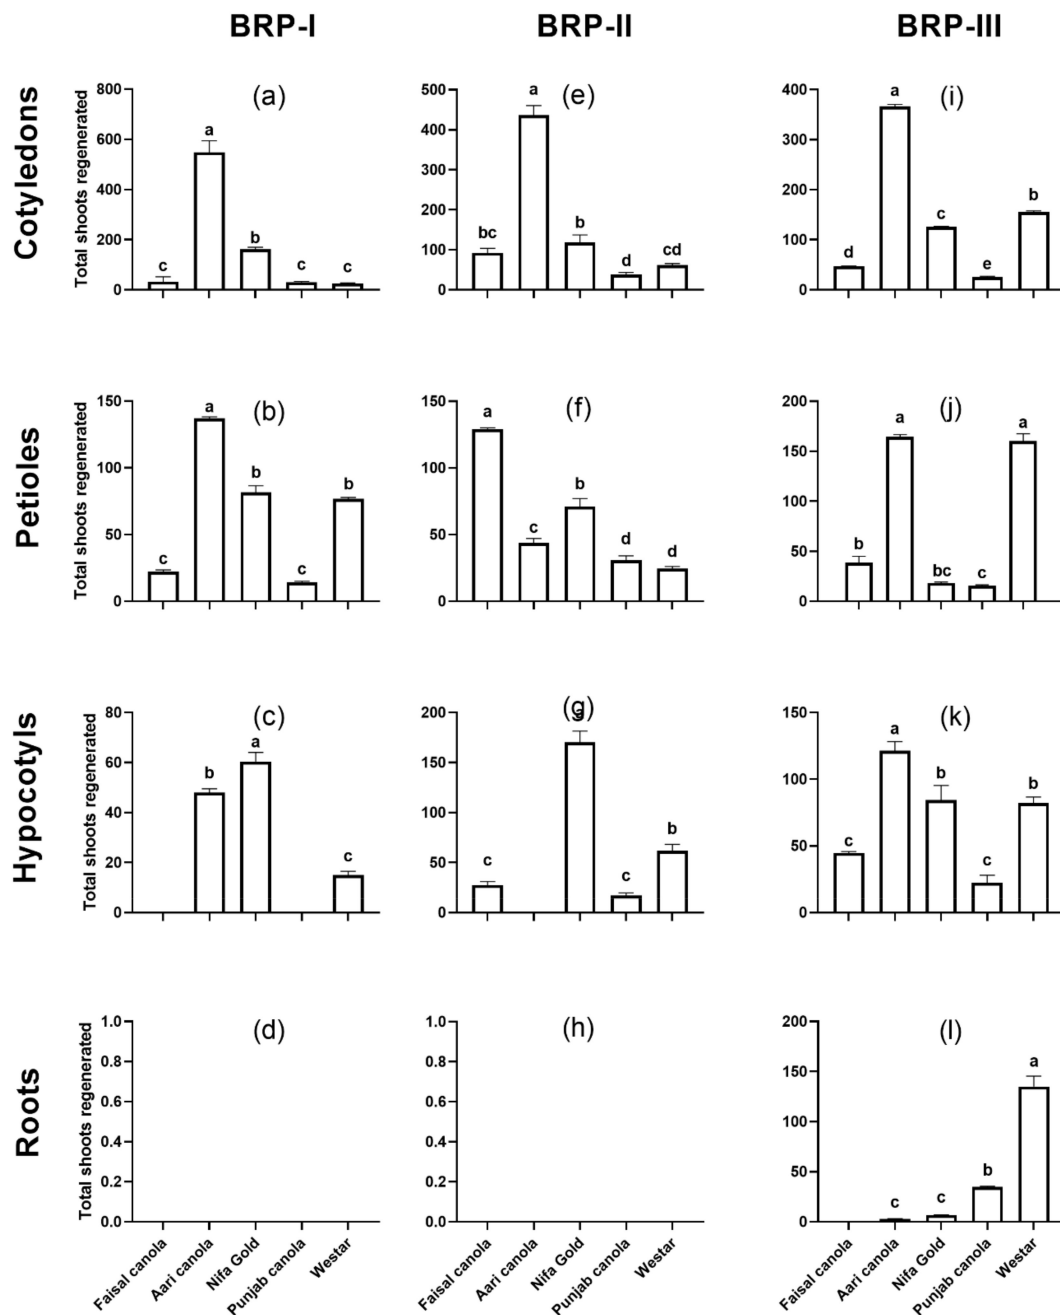 BRP-I BRP-II BRP-III
Cotyledons
Total shoots regenerated
800
600
400
200
0
(a)
c a b c c
500
400
300
200
100
0
(e)
bc a b d cd
400
300
200
100
0
(i)
d a c e b
Petioles
Total shoots regenerated
150
100
50
0
(b)
c a b c b
150
100
50
0
(f)
a c b d d
200
150
100
50
0
(j)
b a bc c a
Hypocotyls
Total shoots regenerated
80
60
40
20
0
(c)
b a c
200
150
100
50
0
(g)
c a c b
150
100
50
0
(k)
c a b c b
Roots
Total shoots regenerated
1.0
0.8
0.6
0.4
0.2
0.0
(d)
Faisal canola
Aari canola
Nifa Gold
Punjab canola
Westar
1.0
0.8
0.6
0.4
0.2
0.0
(h)
Faisal canola
Aari canola
Nifa Gold
Punjab canola
Westar
200
150
100
50
0
(l)
c c b a
Faisal canola
Aari canola
Nifa Gold
Punjab canola
Westar